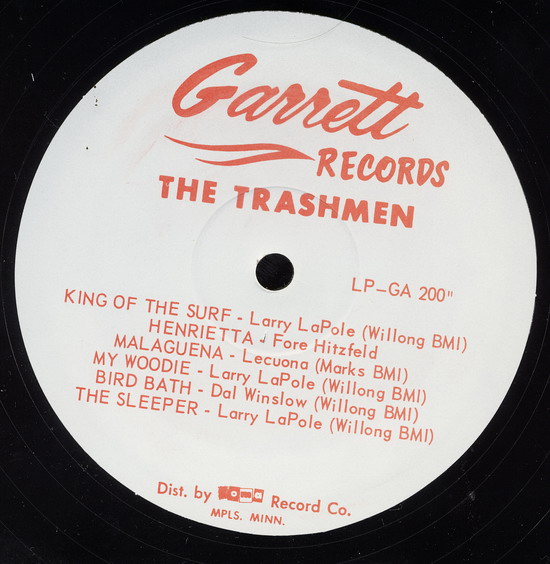 Garrett
RECORDS
THE TRASHMEN
LP-GA 200"
KING OF THE SURF - Larry LaPole (Willong BMI)
HENRIETTA - Fore Hitzfeld
MALAGUENA - Lecuona (Marks BMI)
MY WOODIE - Larry LaPole (Willong BMI)
BIRD BATH - Dal Winslow (Willong BMI)
THE SLEEPER - Larry LaPole (Willong BMI)
Dist. by Record Co.
MPLS. MINN.